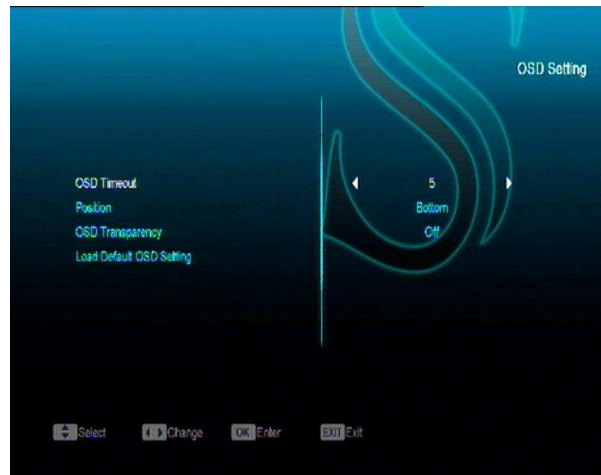 OSD Setting
OSD Timeout 5
Position Bottom
OSD Transparency Off
Load Default OSD Setting
Select Change OK Enter EXIT Exit